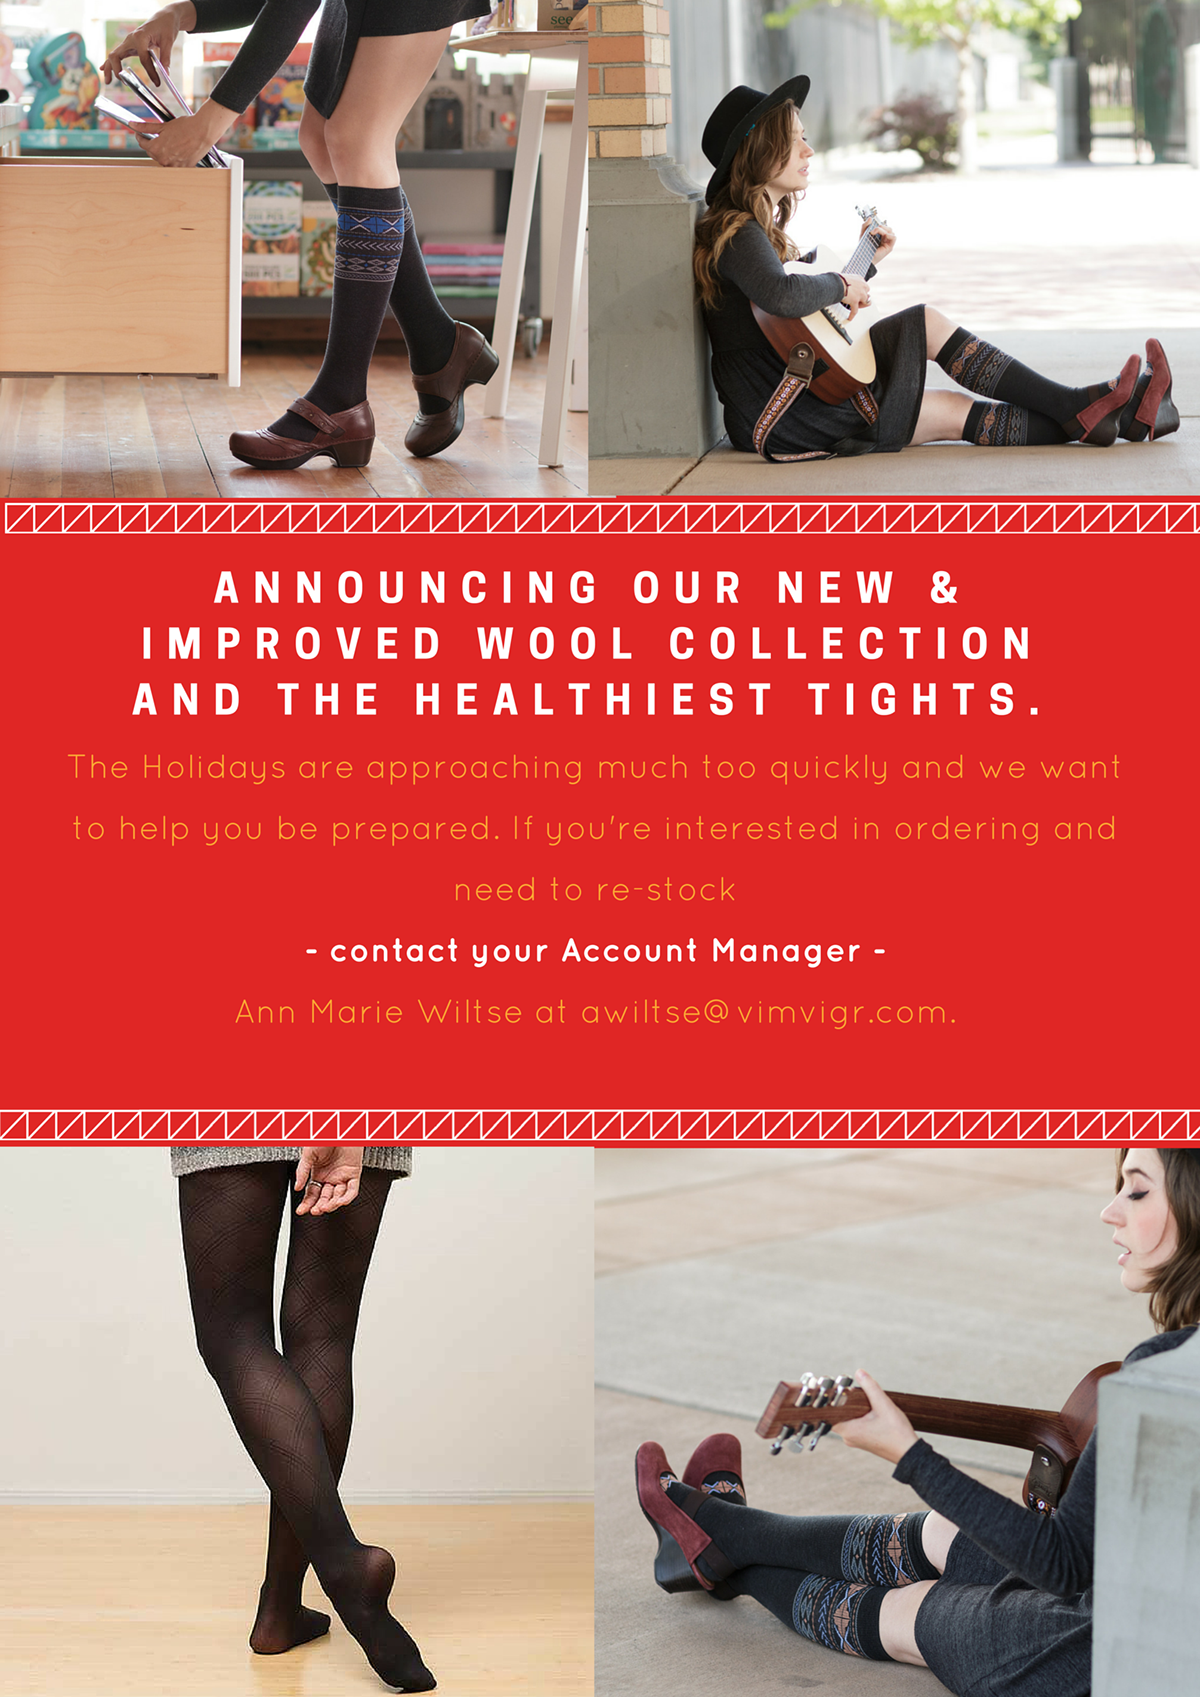 see
ANNOUNCING OUR NEW &
IMPROVED WOOL COLLECTION
AND THE HEALTHIEST TIGHTS.
The Holidays are approaching much too quickly and we want
to help you be prepared. If you're interested in ordering and
need to re-stock
- contact your Account Manager -
Ann Marie Wiltse at awiltse@vimvigr.com.